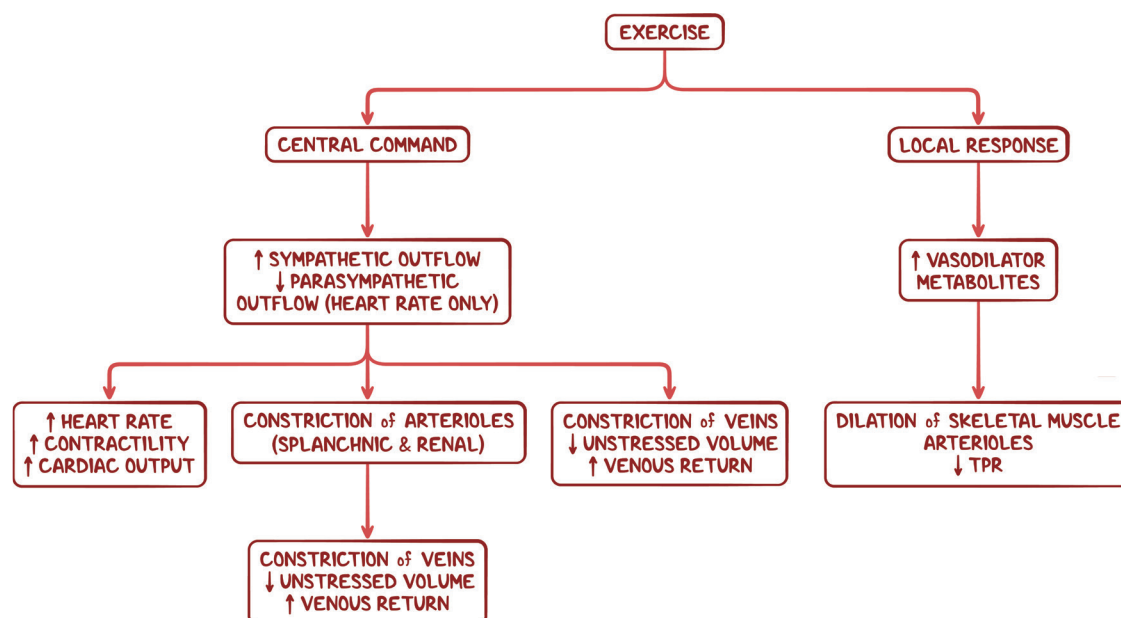 EXERCISE
CENTRAL COMMAND
LOCAL RESPONSE
↑ SYMPATHETIC OUTFLOW
↓ PARASYMPATHETIC
OUTFLOW (HEART RATE ONLY)
↑ VASODILATOR
METABOLITES
↑ HEART RATE
↑ CONTRACTILITY
↑ CARDIAC OUTPUT
CONSTRICTION of ARTERIOLES
(SPLANCHNIC & RENAL)
CONSTRICTION of VEINS
↓ UNSTRESSED VOLUME
↑ VENOUS RETURN
DILATION of SKELETAL MUSCLE
ARTERIOLES
↓ TPR
CONSTRICTION of VEINS
↓ UNSTRESSED VOLUME
↑ VENOUS RETURN